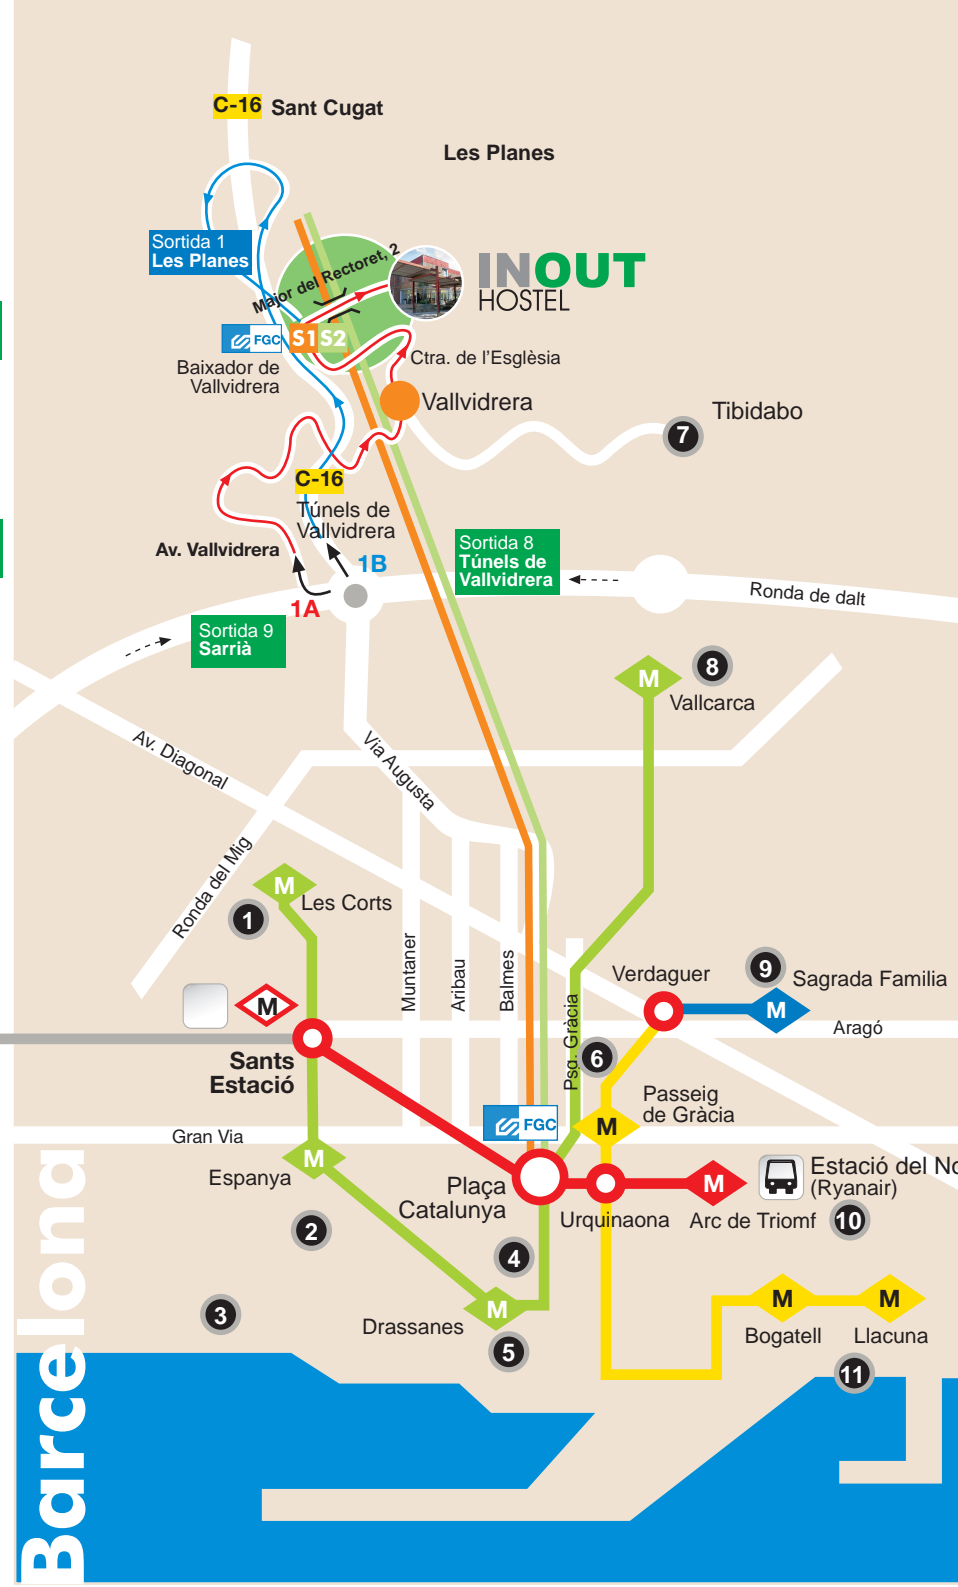 C-16 Sant Cugat
Les Planes
Sortida 1
Les Planes
Major del Rectoret, 2
INOUT
HOSTEL
FGC
S1 S2
Baixador de
Vallvidrera
Ctra. de l'Esglèsia
Vallvidrera
Tibidabo
7
C-16
Túnels de
Vallvidrera
Av. Vallvidrera
1B
1A
Sortida 8
Túnels de
Vallvidrera
Ronda de dalt
Sortida 9
Sarrià
8
M
Vallcarca
Av. Diagonal
Via Augusta
Ronda del Mig
M
Les Corts
1
Muntaner
Aribau
Balmes
Psg. Gràcia
Verdaguer
9
Sagrada Familia
M
M
Aragó
Sants
Estació
6
Passeig
de Gràcia
M
FGC
Gran Via
M
Espanya
Plaça
Catalunya
Urquinaona
M
Arc de Triomf
Estació del No
(Ryanair)
10
2
4
3
M
Drassanes
5
M
M
Bogatell
Llacuna
11
Barcelona